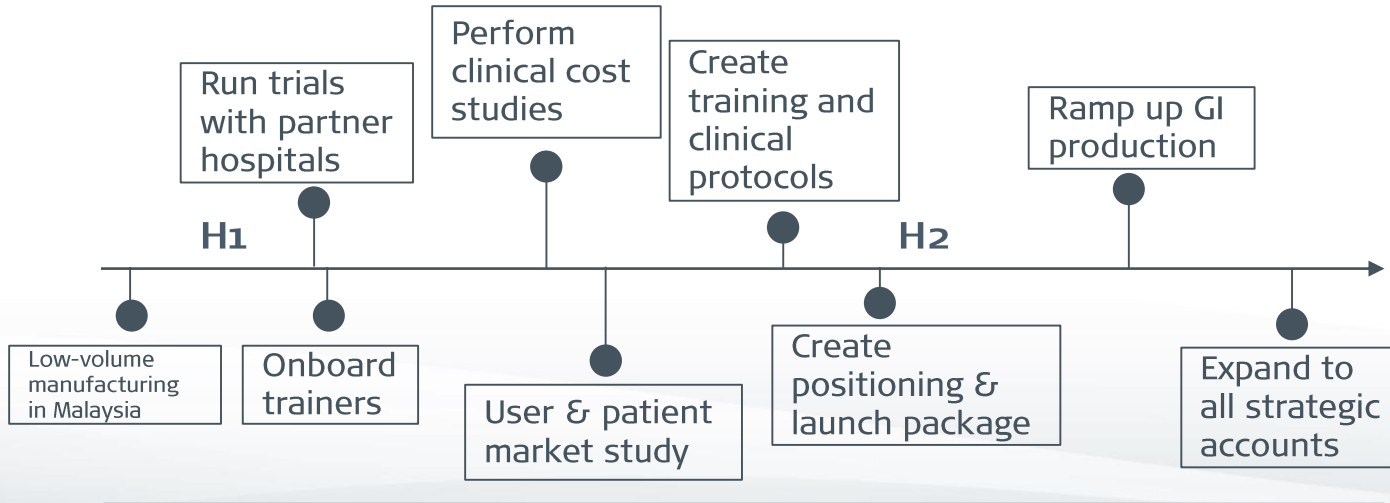 Perform
clinical cost
studies
Create
training and
clinical
protocols
Run trials
with partner
hospitals
Ramp up GI
production
H1
H2
Low-volume
manufacturing
in Malaysia
Onboard
trainers
User & patient
market study
Create
positioning &
launch package
Expand to
all strategic
accounts